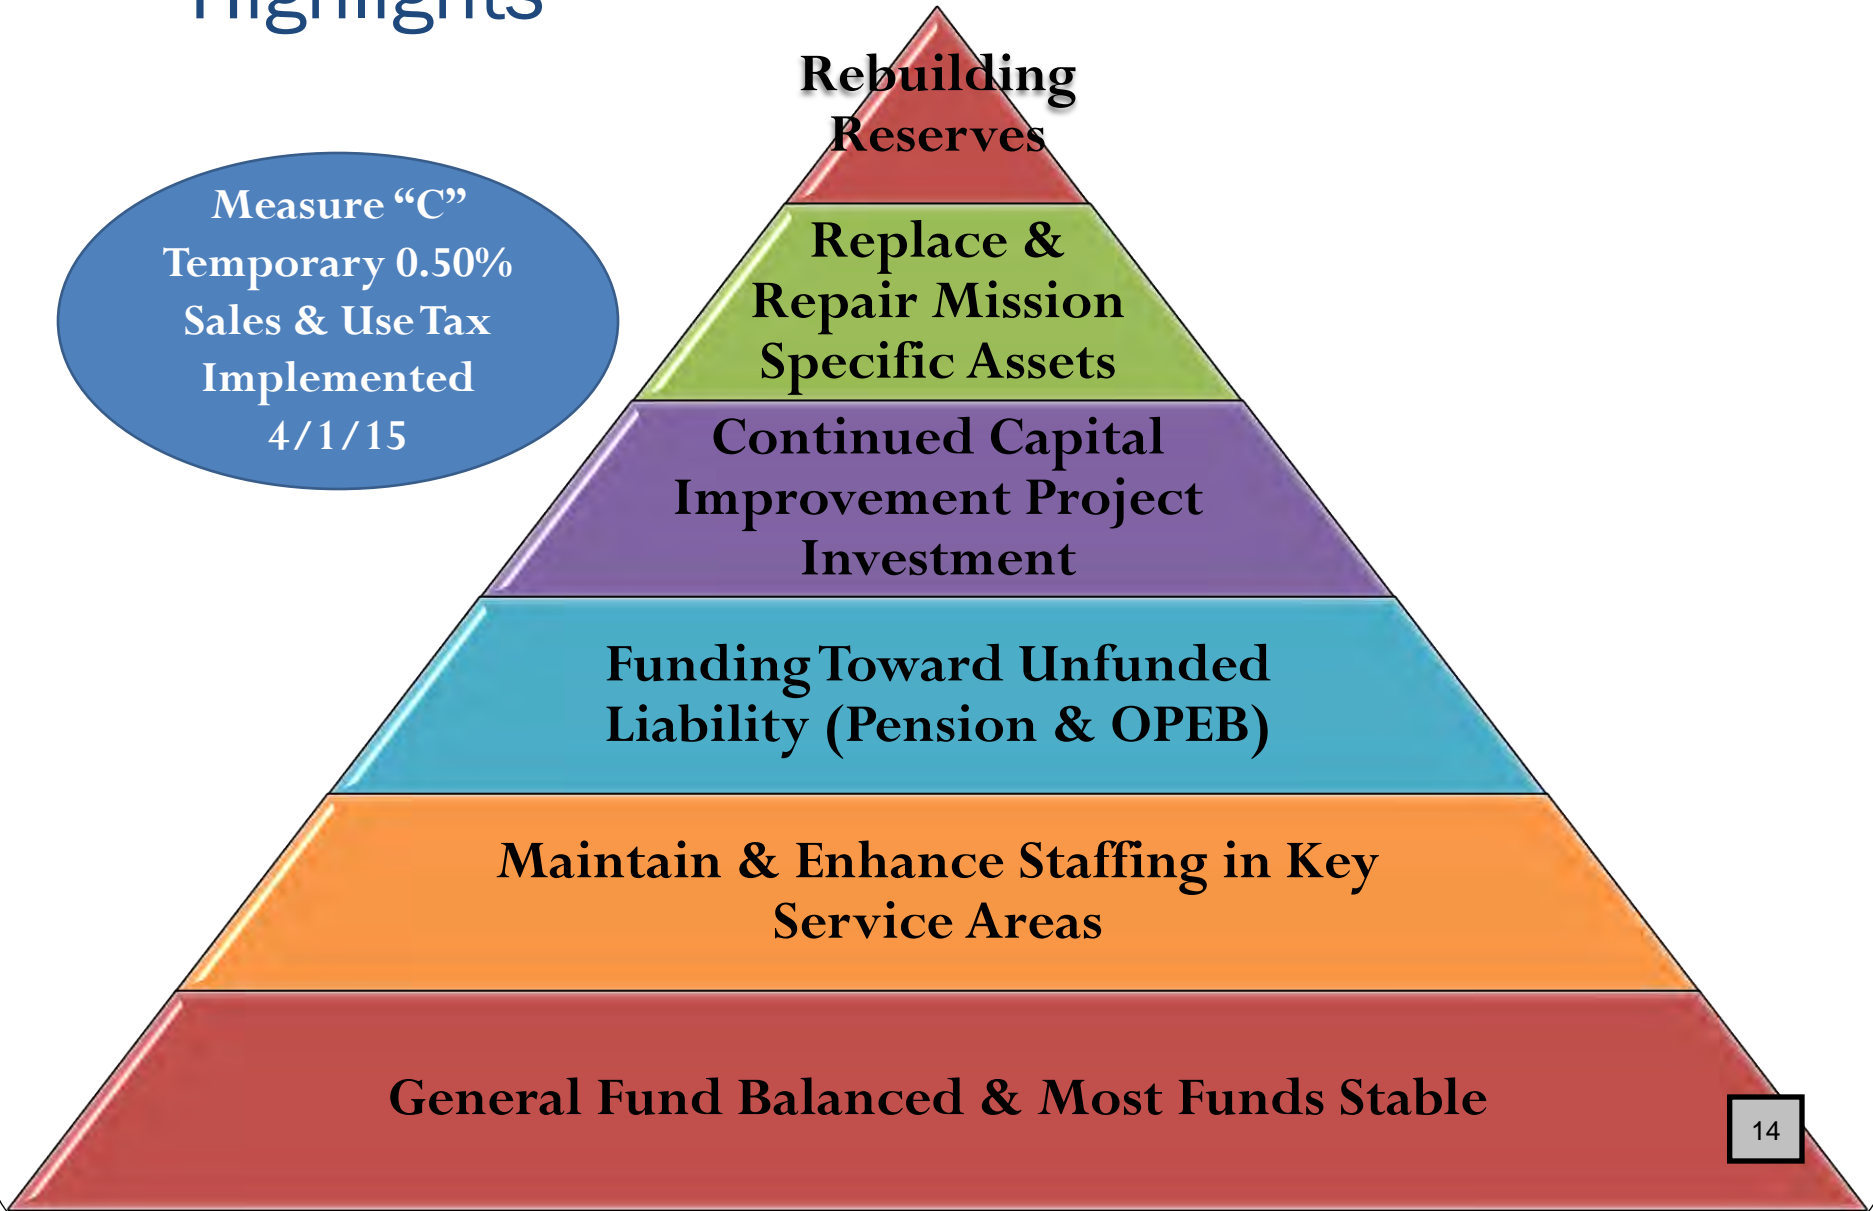 Highlights
Rebuilding
Reserves
Measure “C”
Temporary 0.50%
Sales & Use Tax
Implemented
4/1/15
Replace &
Repair Mission
Specific Assets
Continued Capital
Improvement Project
Investment
Funding Toward Unfunded
Liability (Pension & OPEB)
Maintain & Enhance Staffing in Key
Service Areas
General Fund Balanced & Most Funds Stable
14